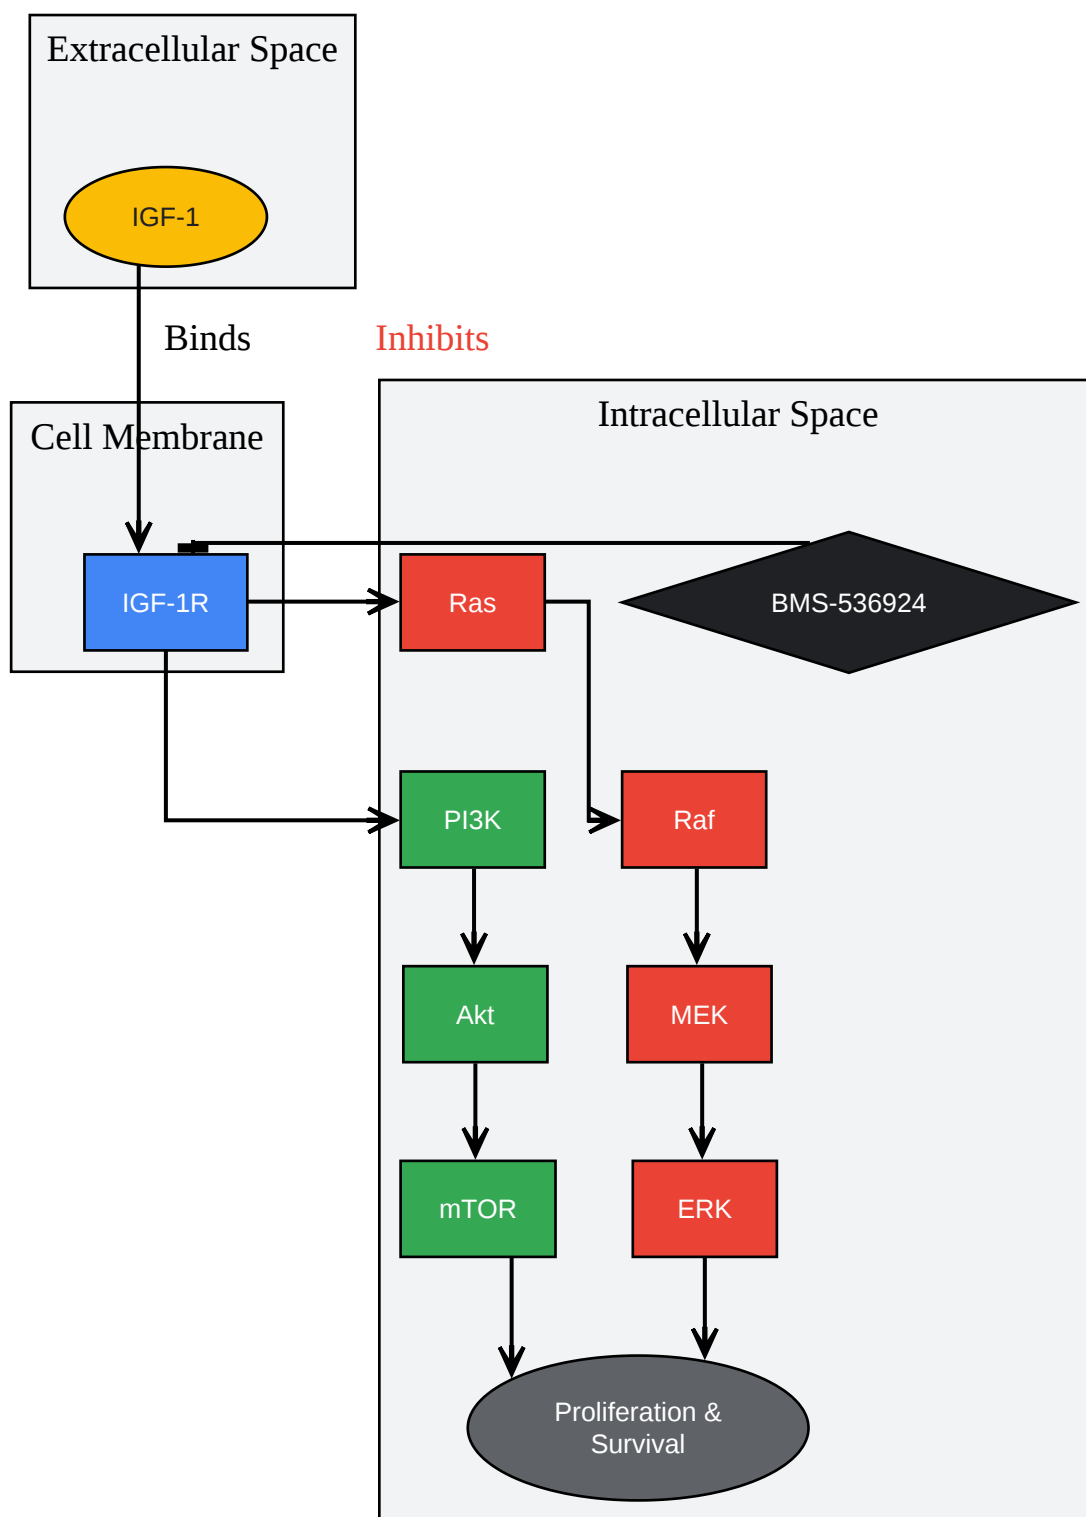 Extracellular Space
IGF-1
Binds
Inhibits
Cell Membrane
Intracellular Space
IGF-1R
Ras
BMS-536924
PI3K
Raf
Akt
MEK
mTOR
ERK
Proliferation &
Survival